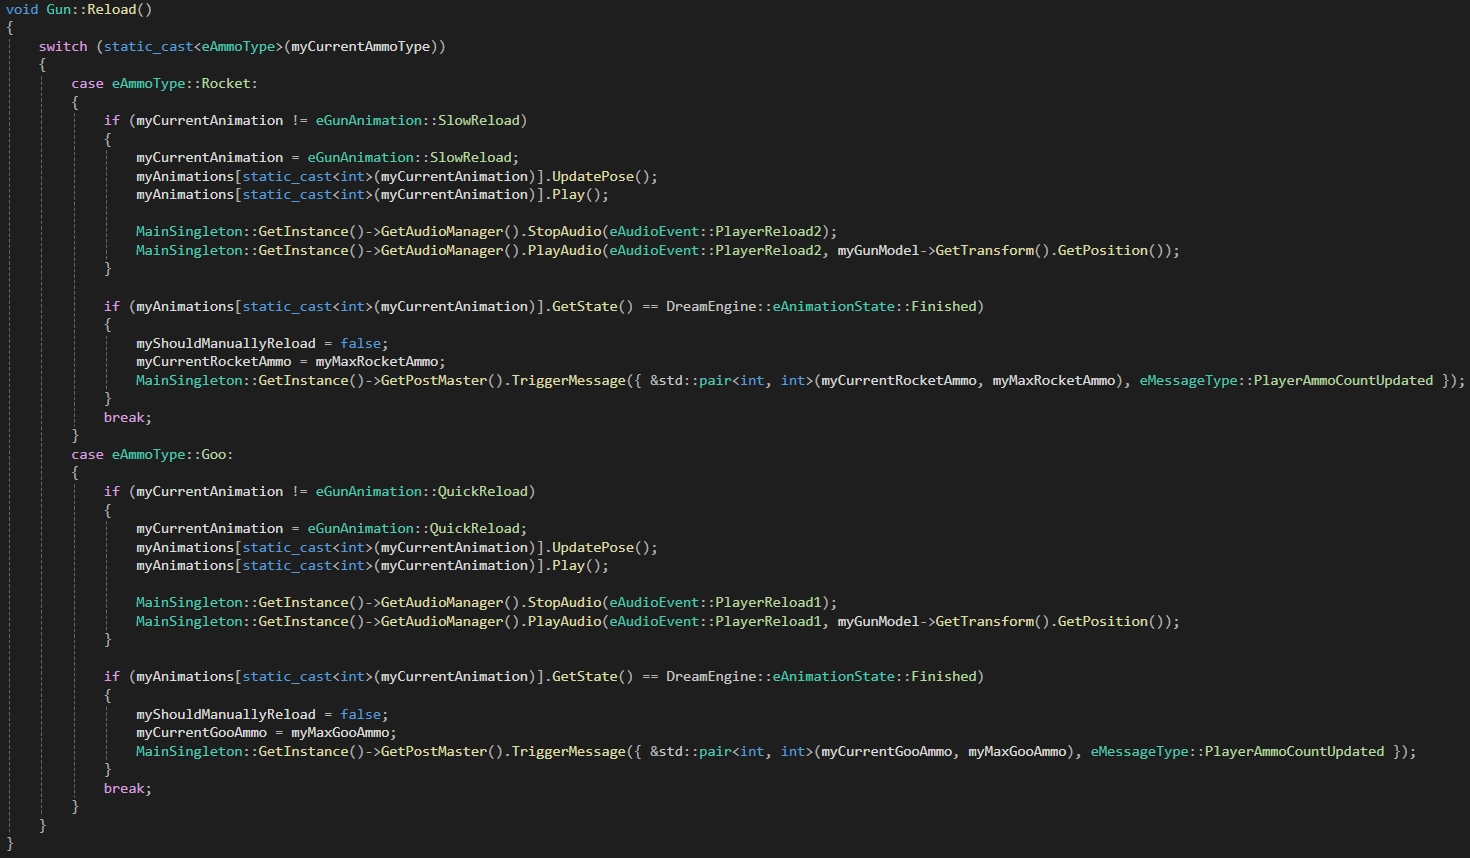 void Gun::Reload()
{
switch (static_cast<eAmmoType>(myCurrentAmmoType))
{
case eAmmoType::Rocket:
{
if (myCurrentAnimation != eGunAnimation::SlowReload)
{
myCurrentAnimation = eGunAnimation::SlowReload;
myAnimations[static_cast<int>(myCurrentAnimation)].UpdatePose();
myAnimations[static_cast<int>(myCurrentAnimation)].Play();
MainSingleton::GetInstance()->GetAudioManager().StopAudio(eAudioEvent::PlayerReload2);
MainSingleton::GetInstance()->GetAudioManager().PlayAudio(eAudioEvent::PlayerReload2, myGunModel->GetTransform().GetPosition());
}
if (myAnimations[static_cast<int>(myCurrentAnimation)].GetState() == DreamEngine::eAnimationState::Finished)
{
myShouldManuallyReload = false;
myCurrentRocketAmmo = myMaxRocketAmmo;
MainSingleton::GetInstance()->GetPostMaster().TriggerMessage({ &std::pair<int, int>(myCurrentRocketAmmo, myMaxRocketAmmo), eMessageType::PlayerAmmoCountUpdated });
}
break;
}
case eAmmoType::Goo:
{
if (myCurrentAnimation != eGunAnimation::QuickReload)
{
myCurrentAnimation = eGunAnimation::QuickReload;
myAnimations[static_cast<int>(myCurrentAnimation)].UpdatePose();
myAnimations[static_cast<int>(myCurrentAnimation)].Play();
MainSingleton::GetInstance()->GetAudioManager().StopAudio(eAudioEvent::PlayerReload1);
MainSingleton::GetInstance()->GetAudioManager().PlayAudio(eAudioEvent::PlayerReload1, myGunModel->GetTransform().GetPosition());
}
if (myAnimations[static_cast<int>(myCurrentAnimation)].GetState() == DreamEngine::eAnimationState::Finished)
{
myShouldManuallyReload = false;
myCurrentGooAmmo = myMaxGooAmmo;
MainSingleton::GetInstance()->GetPostMaster().TriggerMessage({ &std::pair<int, int>(myCurrentGooAmmo, myMaxGooAmmo), eMessageType::PlayerAmmoCountUpdated });
}
break;
}
}
}